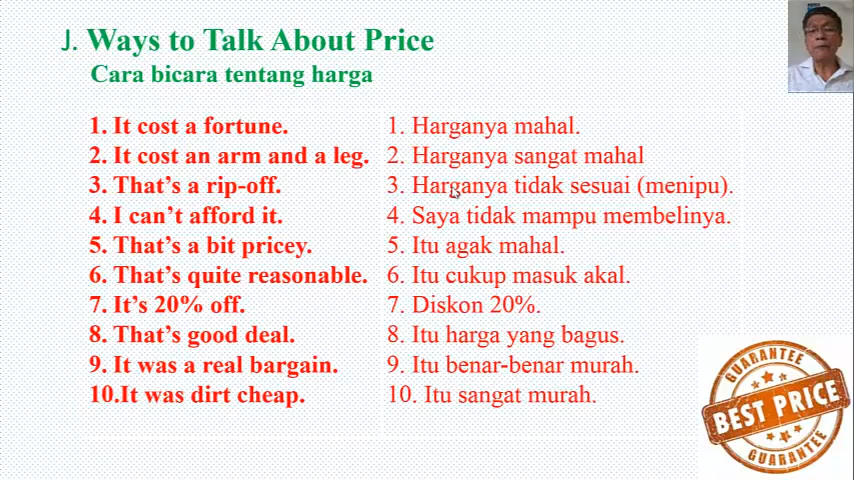 J. Ways to Talk About Price
Cara bicara tentang harga
1. It cost a fortune. 1. Harganya mahal.
2. It cost an arm and a leg. 2. Harganya sangat mahal
3. That's a rip-off. 3. Harganya tidak sesuai (menipu).
4. I can't afford it. 4. Saya tidak mampu membelinya.
5. That's a bit pricey. 5. Itu agak mahal.
6. That's quite reasonable. 6. Itu cukup masuk akal.
7. It's 20% off. 7. Diskon 20%.
8. That's good deal. 8. Itu harga yang bagus.
9. It was a real bargain. 9. Itu benar-benar murah.
10.It was dirt cheap. 10. Itu sangat murah.
GUARANTEE
BEST PRICE
GUARANTEE